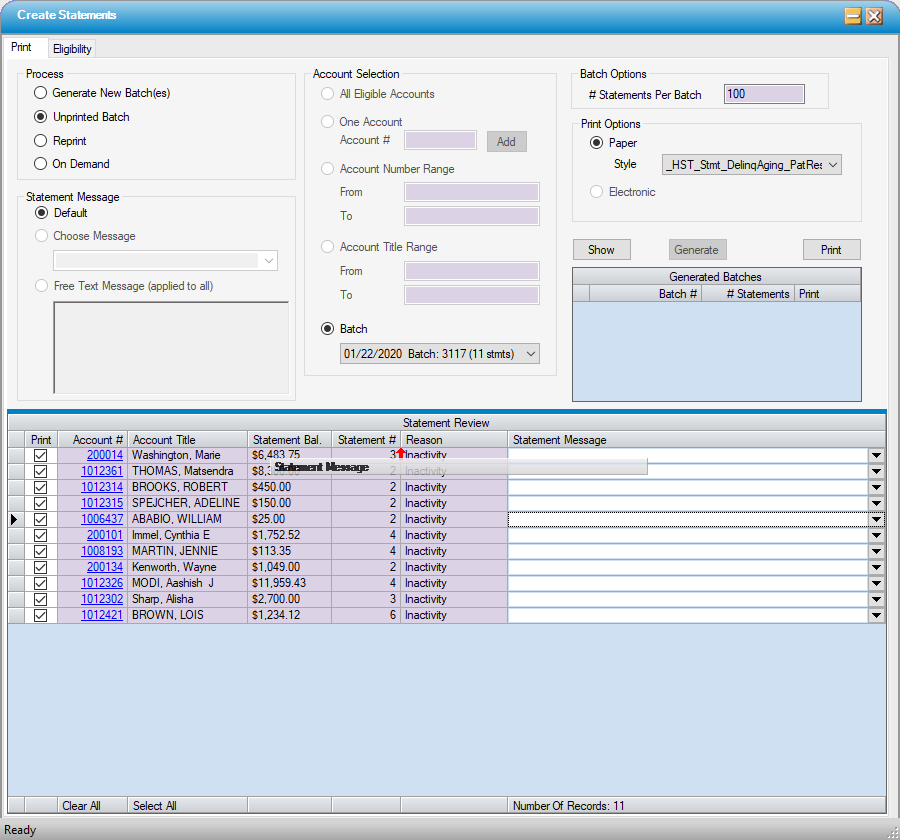 Create Statements
Print Eligibility
Process
Generate New Batch(es)
Unprinted Batch
Reprint
On Demand
Statement Message
Default
Choose Message
Free Text Message (applied to all)
Account Selection
All Eligible Accounts
One Account
Account # Add
Account Number Range
From
To
Account Title Range
From
To
Batch
01/22/2020 Batch: 3117 (11 stmts)
Batch Options
# Statements Per Batch 100
Print Options
Paper
Style _HST_Stmt_DelinqAging_PatRes
Electronic
Show Generate Print
Generated Batches
Batch # # Statements Print
Statement Review
Print Account # Account Title Statement Bal. Statement # Reason Statement Message
200014 Washington, Marie $6,483.75 3 Inactivity
Statement Message
1012361 THOMAS, Matsendra 2 Inactivity
1012314 BROOKS, ROBERT $450.00 2 Inactivity
1012315 SPEJCHER, ADELINE $150.00 2 Inactivity
1006437 ABABIO, WILLIAM $25.00 2 Inactivity
200101 Immel, Cynthia E $1,752.52 4 Inactivity
1008193 MARTIN, JENNIE $113.35 4 Inactivity
200134 Kenworth, Wayne $1,049.00 2 Inactivity
1012326 MODI, Aashish J $11,959.43 4 Inactivity
1012302 Sharp, Alisha $2,700.00 3 Inactivity
1012421 BROWN, LOIS $1,234.12 6 Inactivity
Clear All Select All Number Of Records: 11
Ready